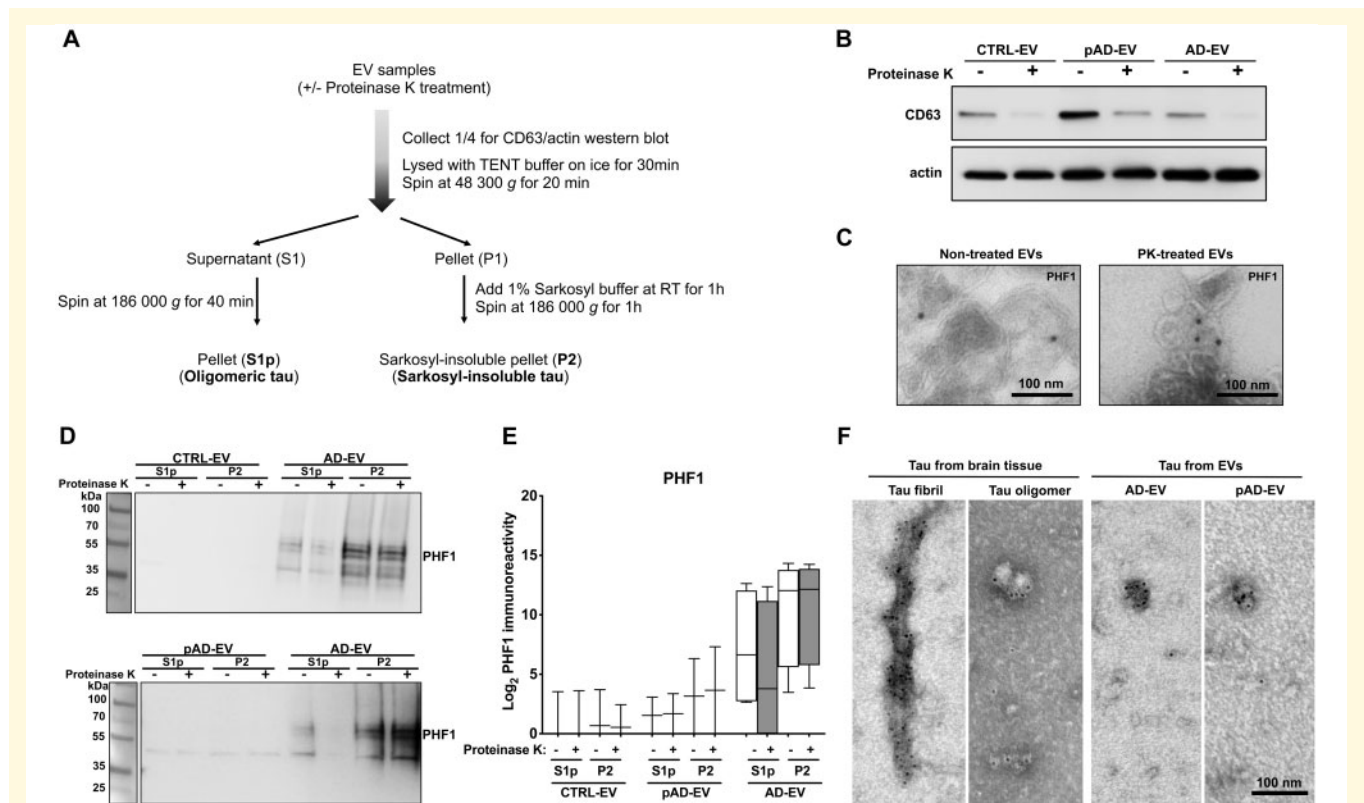 A
EV samples
(+/- Proteinase K treatment)
Collect 1/4 for CD63/actin western blot
Lysed with TENT buffer on ice for 30min
Spin at 48 300 g for 20 min
Supernatant (S1)
Pellet (P1)
Spin at 186 000 g for 40 min
Add 1% Sarkosyl buffer at RT for 1h
Spin at 186 000 g for 1h
Pellet (S1p)
(Oligomeric tau)
Sarkosyl-insoluble pellet (P2)
(Sarkosyl-insoluble tau)
B
CTRL-EV pAD-EV AD-EV
Proteinase K - + - + - +
CD63
actin
C
Non-treated EVs PK-treated EVs
PHF1 PHF1
100 nm 100 nm
D
CTRL-EV AD-EV
S1p P2 S1p P2
Proteinase K - + - + - + - +
kDa
100
70
55
35
25
PHF1
pAD-EV AD-EV
S1p P2 S1p P2
Proteinase K - + - + - + - +
kDa
100
70
55
35
25
PHF1
E
PHF1
Log2 PHF1 immunoreactivity
20
15
10
5
0
Proteinase K: - + - + - + - + - + - +
S1p P2 S1p P2 S1p P2
CTRL-EV pAD-EV AD-EV
F
Tau from brain tissue Tau from EVs
Tau fibril Tau oligomer AD-EV pAD-EV
100 nm